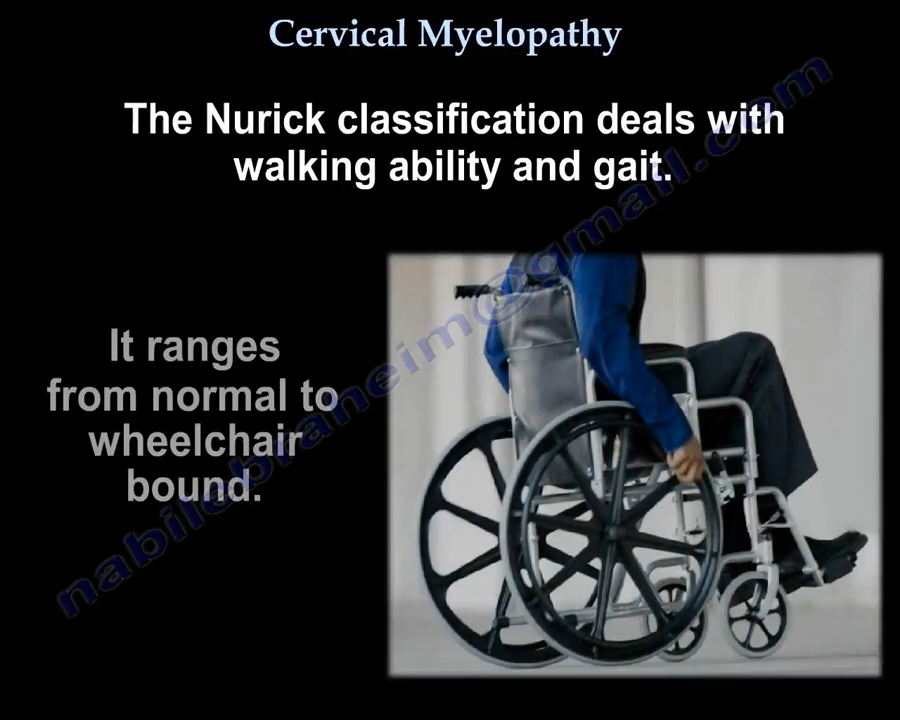 Cervical Myelopathy
The Nurick classification deals with
walking ability and gait.
It ranges
from normal to
wheelchair
bound.
nabilabraheim@gmail.com